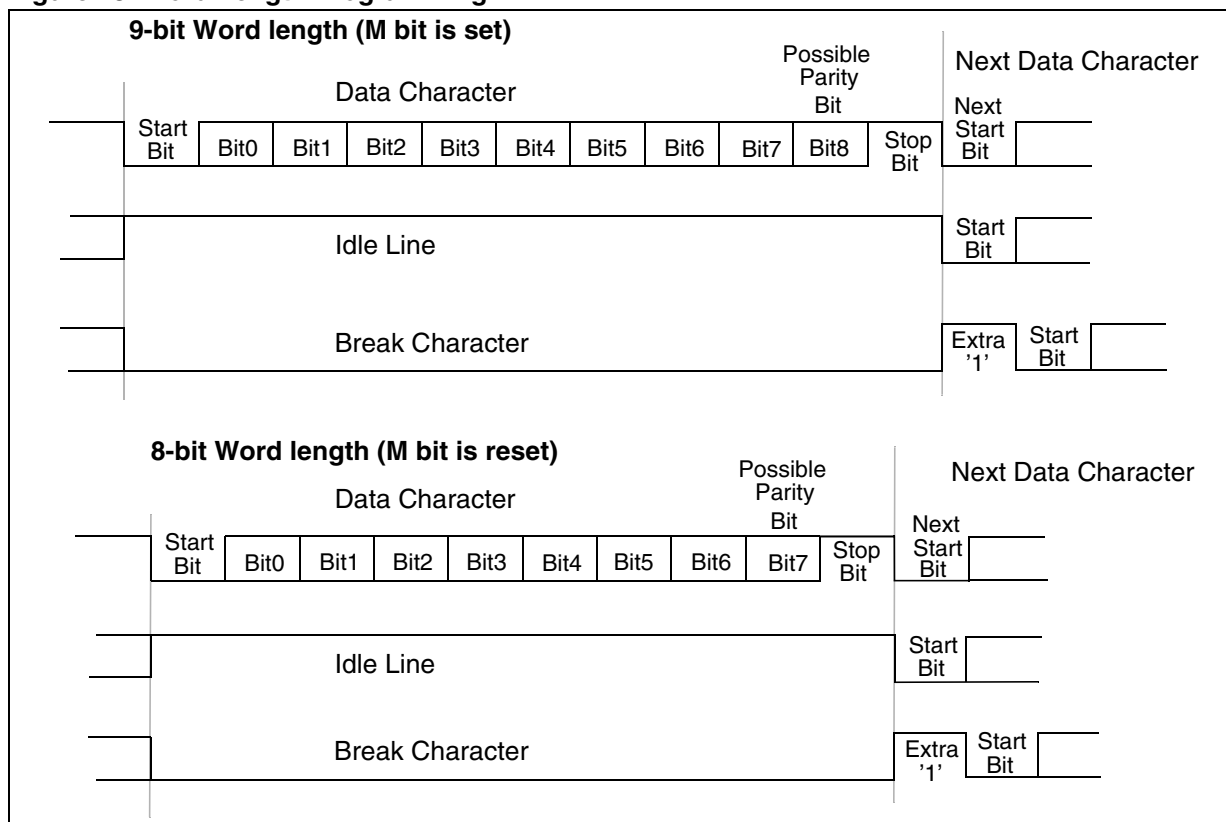 9-bit Word length (M bit is set)
Possible
Parity
Bit
Next Data Character
Data Character
Next
Start
Bit
Start
Bit
Bit0
Bit1
Bit2
Bit3
Bit4
Bit5
Bit6
Bit7
Bit8
Stop
Bit
Idle Line
Start
Bit
Break Character
Extra
'1'
Start
Bit
8-bit Word length (M bit is reset)
Possible
Parity
Bit
Next Data Character
Data Character
Next
Start
Bit
Start
Bit
Bit0
Bit1
Bit2
Bit3
Bit4
Bit5
Bit6
Bit7
Stop
Bit
Idle Line
Start
Bit
Break Character
Extra
'1'
Start
Bit